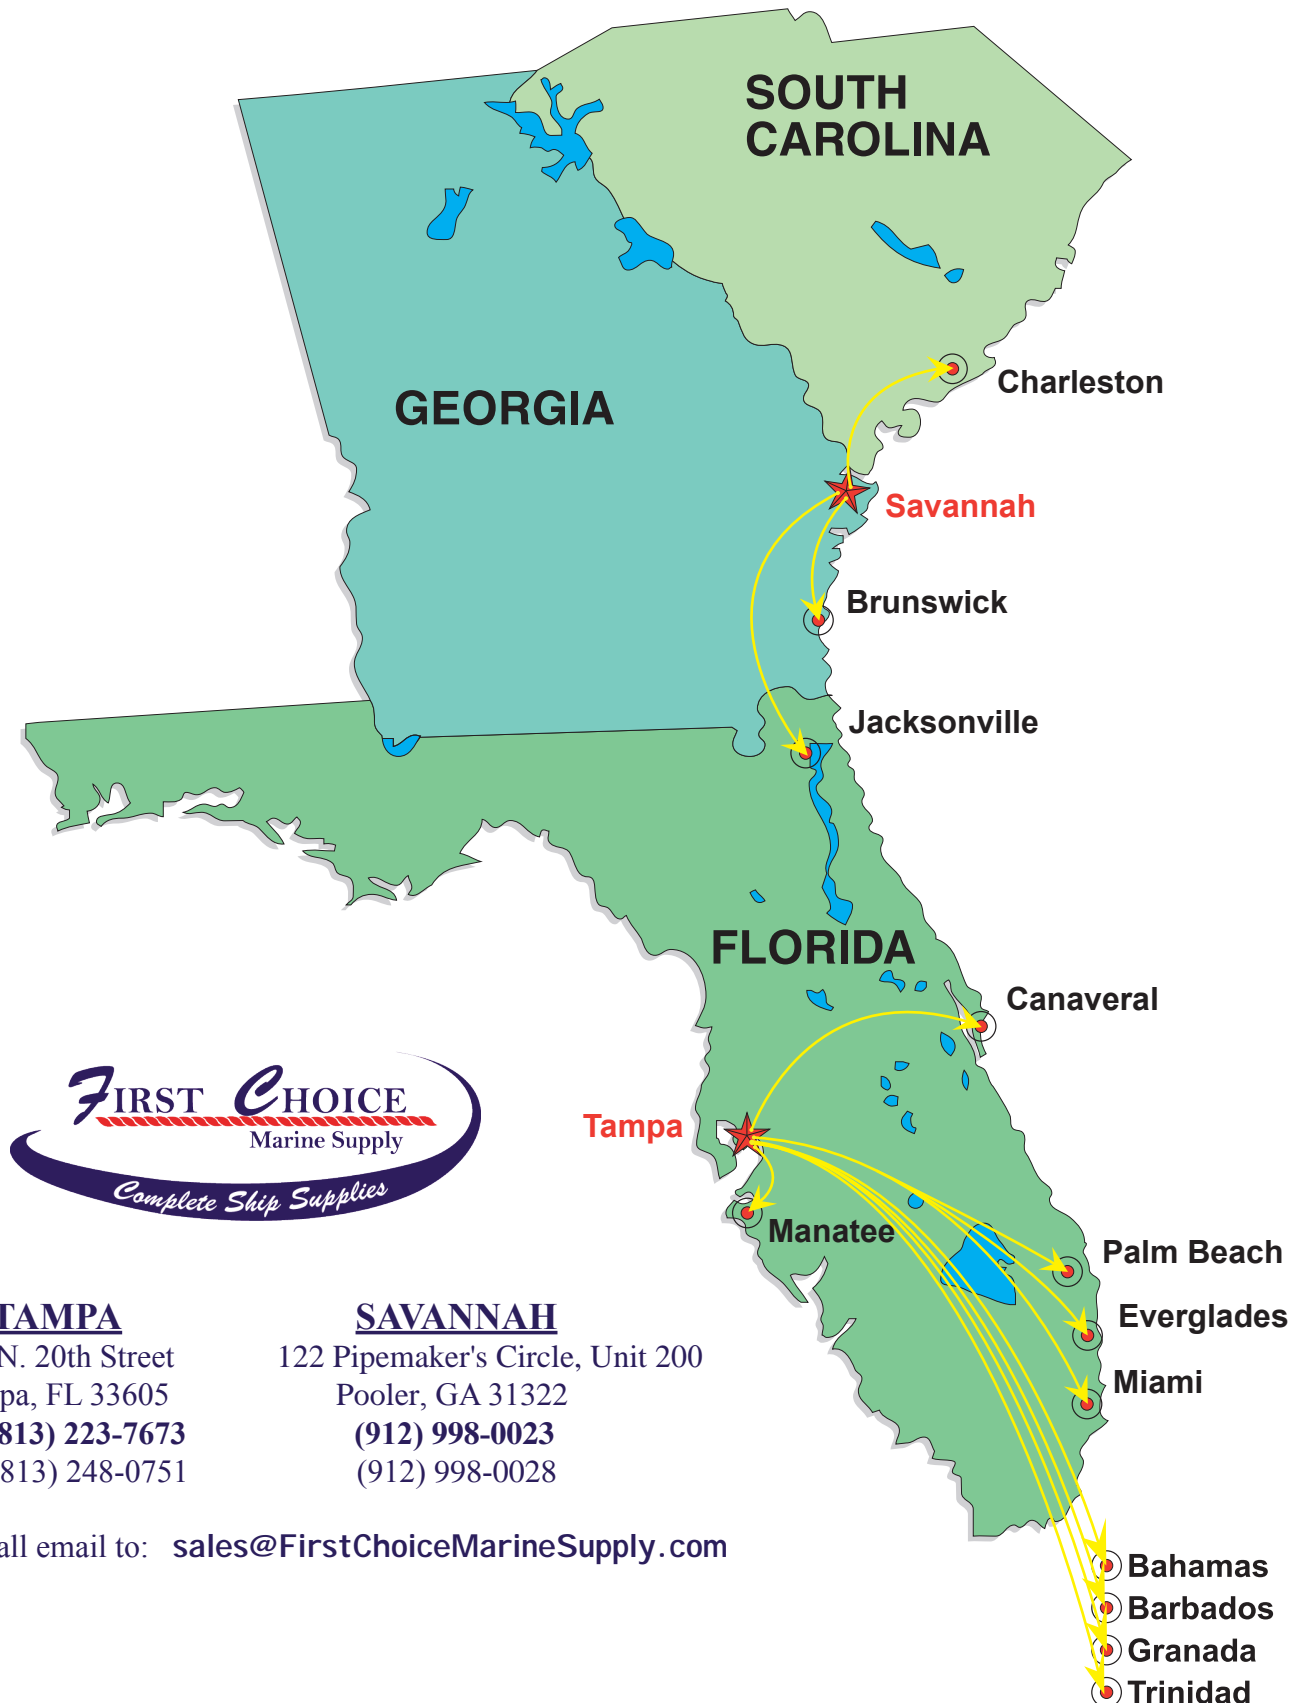 SOUTH
CAROLINA
Charleston
GEORGIA
Savannah
Brunswick
Jacksonville
FLORIDA
Canaveral
FIRST CHOICE
Marine Supply
Complete Ship Supplies
Tampa
Manatee
Palm Beach
Everglades
Miami
TAMPA
N. 20th Street
pa, FL 33605
813) 223-7673
813) 248-0751
SAVANNAH
122 Pipemaker's Circle, Unit 200
Pooler, GA 31322
(912) 998-0023
(912) 998-0028
all email to: sales@FirstChoiceMarineSupply.com
Bahamas
Barbados
Granada
Trinidad